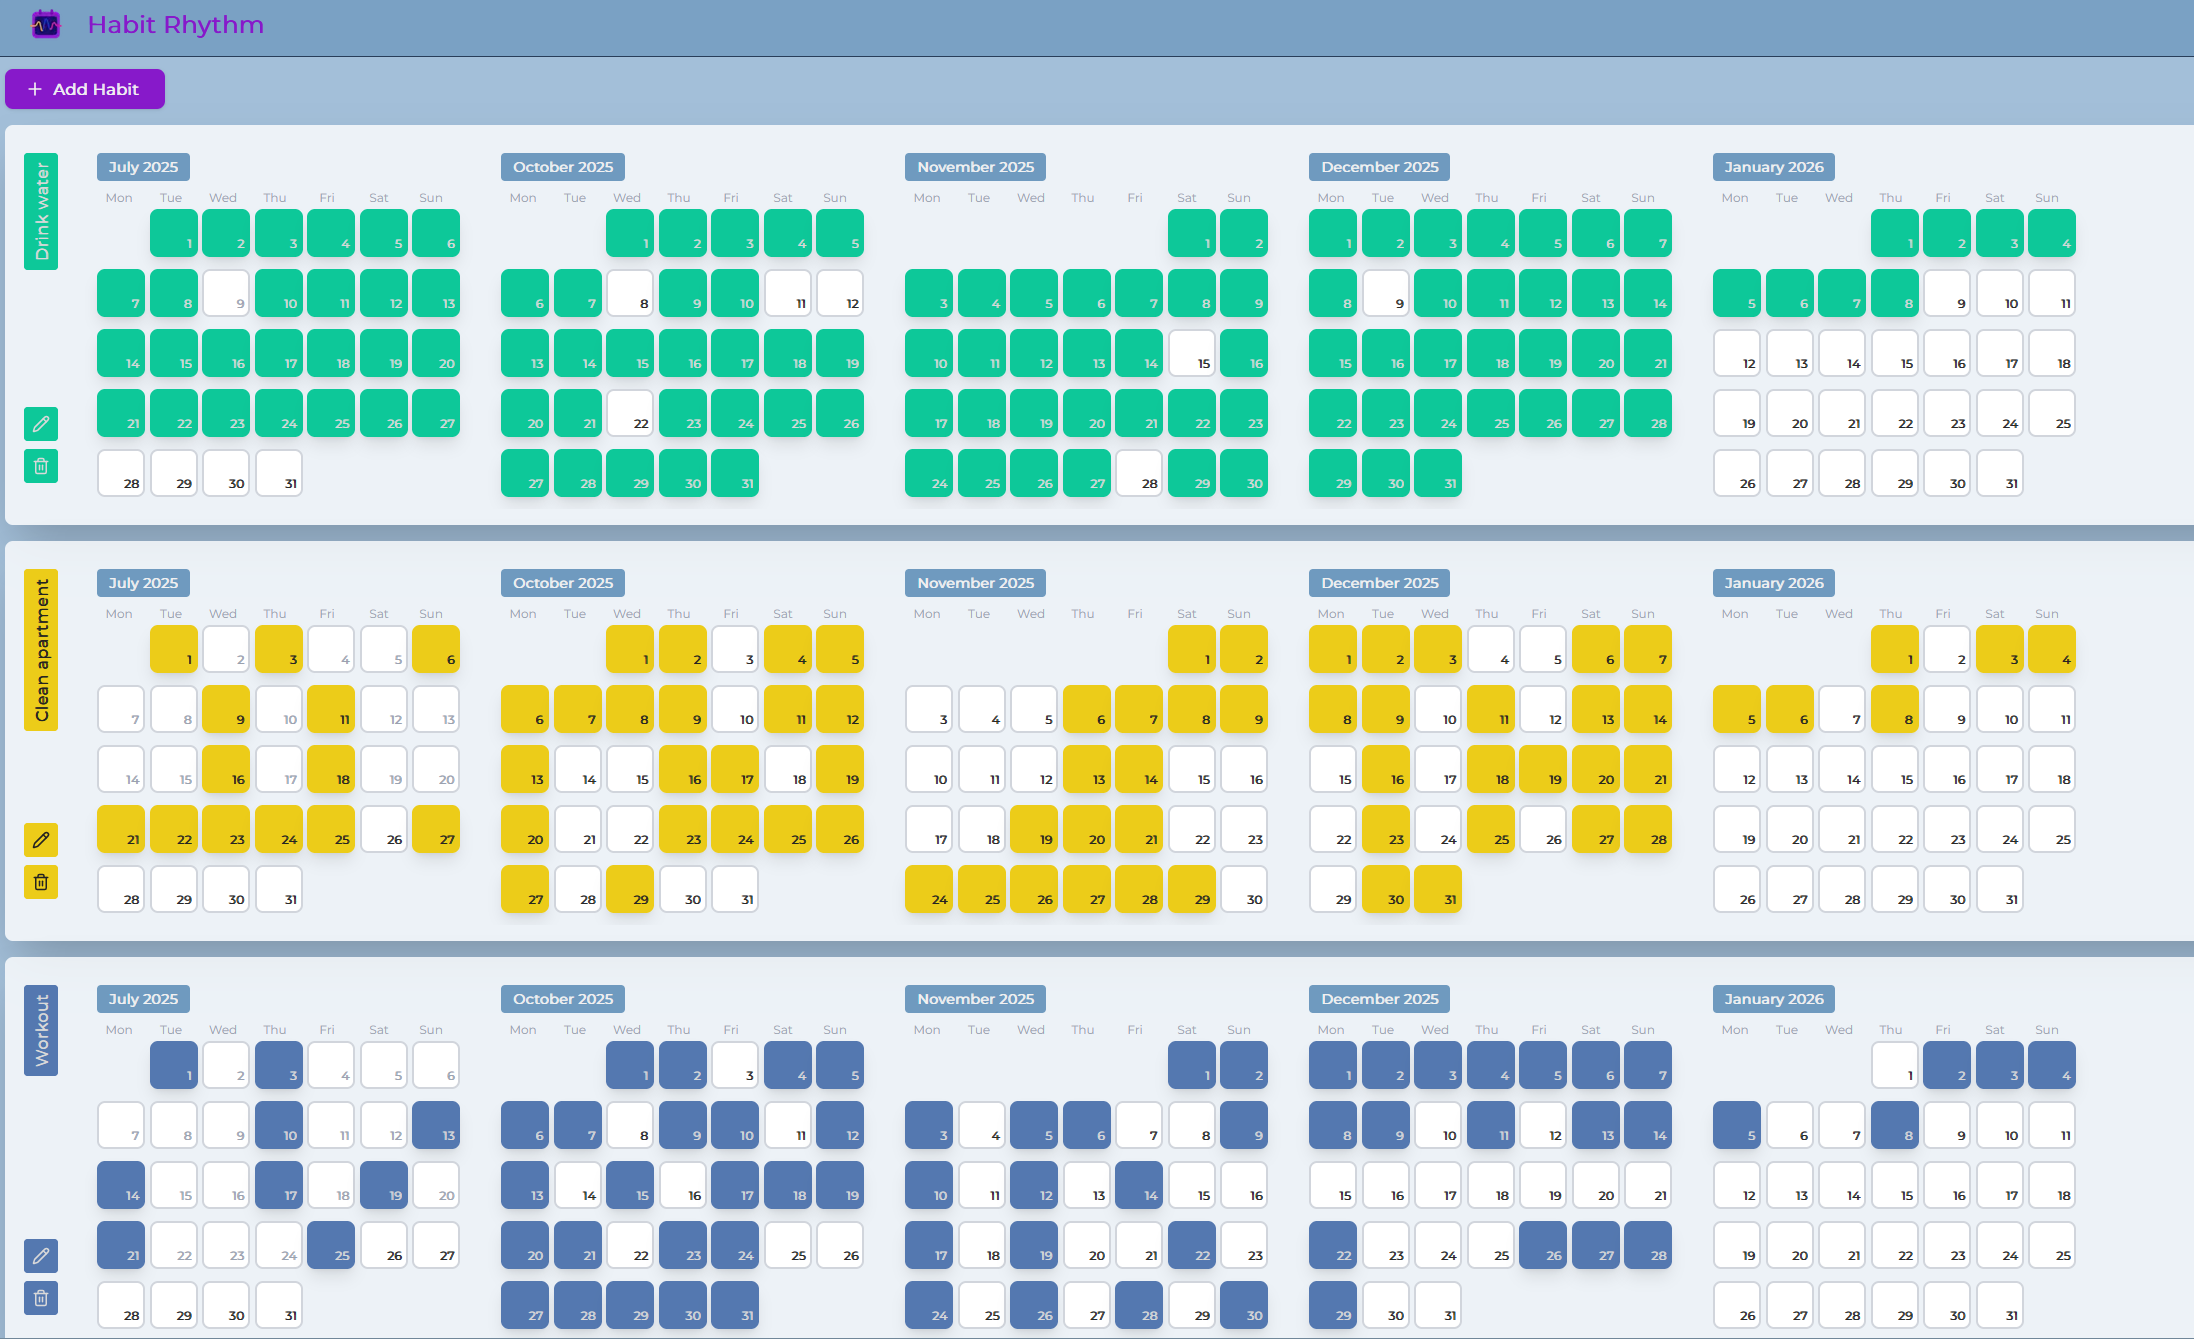 Habit Rhythm
+ Add Habit
Drink water
July 2025 October 2025 November 2025 December 2025 January 2026
Mon Tue Wed Thu Fri Sat Sun Mon Tue Wed Thu Fri Sat Sun Mon Tue Wed Thu Fri Sat Sun Mon Tue Wed Thu Fri Sat Sun Mon Tue Wed Thu Fri Sat Sun
1 2 3 4 5 6 1 2 3 4 5 1 2 1 2 3 4 5 6 7 1 2 3 4
7 8 9 10 11 12 13 6 7 8 9 10 11 12 3 4 5 6 7 8 9 8 9 10 11 12 13 14 5 6 7 8 9 10 11
14 15 16 17 18 19 20 13 14 15 16 17 18 19 10 11 12 13 14 15 16 15 16 17 18 19 20 21 12 13 14 15 16 17 18
21 22 23 24 25 26 27 20 21 22 23 24 25 26 17 18 19 20 21 22 23 22 23 24 25 26 27 28 19 20 21 22 23 24 25
28 29 30 31 27 28 29 30 31 24 25 26 27 28 29 30 29 30 31 26 27 28 29 30 31
Clean apartment
July 2025 October 2025 November 2025 December 2025 January 2026
Mon Tue Wed Thu Fri Sat Sun Mon Tue Wed Thu Fri Sat Sun Mon Tue Wed Thu Fri Sat Sun Mon Tue Wed Thu Fri Sat Sun Mon Tue Wed Thu Fri Sat Sun
1 2 3 4 5 6 1 2 3 4 5 1 2 1 2 3 4 5 6 7 1 2 3 4
7 8 9 10 11 12 13 6 7 8 9 10 11 12 3 4 5 6 7 8 9 8 9 10 11 12 13 14 5 6 7 8 9 10 11
14 15 16 17 18 19 20 13 14 15 16 17 18 19 10 11 12 13 14 15 16 15 16 17 18 19 20 21 12 13 14 15 16 17 18
21 22 23 24 25 26 27 20 21 22 23 24 25 26 17 18 19 20 21 22 23 22 23 24 25 26 27 28 19 20 21 22 23 24 25
28 29 30 31 27 28 29 30 31 24 25 26 27 28 29 30 29 30 31 26 27 28 29 30 31
Workout
July 2025 October 2025 November 2025 December 2025 January 2026
Mon Tue Wed Thu Fri Sat Sun Mon Tue Wed Thu Fri Sat Sun Mon Tue Wed Thu Fri Sat Sun Mon Tue Wed Thu Fri Sat Sun Mon Tue Wed Thu Fri Sat Sun
1 2 3 4 5 6 1 2 3 4 5 1 2 1 2 3 4 5 6 7 1 2 3 4
7 8 9 10 11 12 13 6 7 8 9 10 11 12 3 4 5 6 7 8 9 8 9 10 11 12 13 14 5 6 7 8 9 10 11
14 15 16 17 18 19 20 13 14 15 16 17 18 19 10 11 12 13 14 15 16 15 16 17 18 19 20 21 12 13 14 15 16 17 18
21 22 23 24 25 26 27 20 21 22 23 24 25 26 17 18 19 20 21 22 23 22 23 24 25 26 27 28 19 20 21 22 23 24 25
28 29 30 31 27 28 29 30 31 24 25 26 27 28 29 30 29 30 31 26 27 28 29 30 31